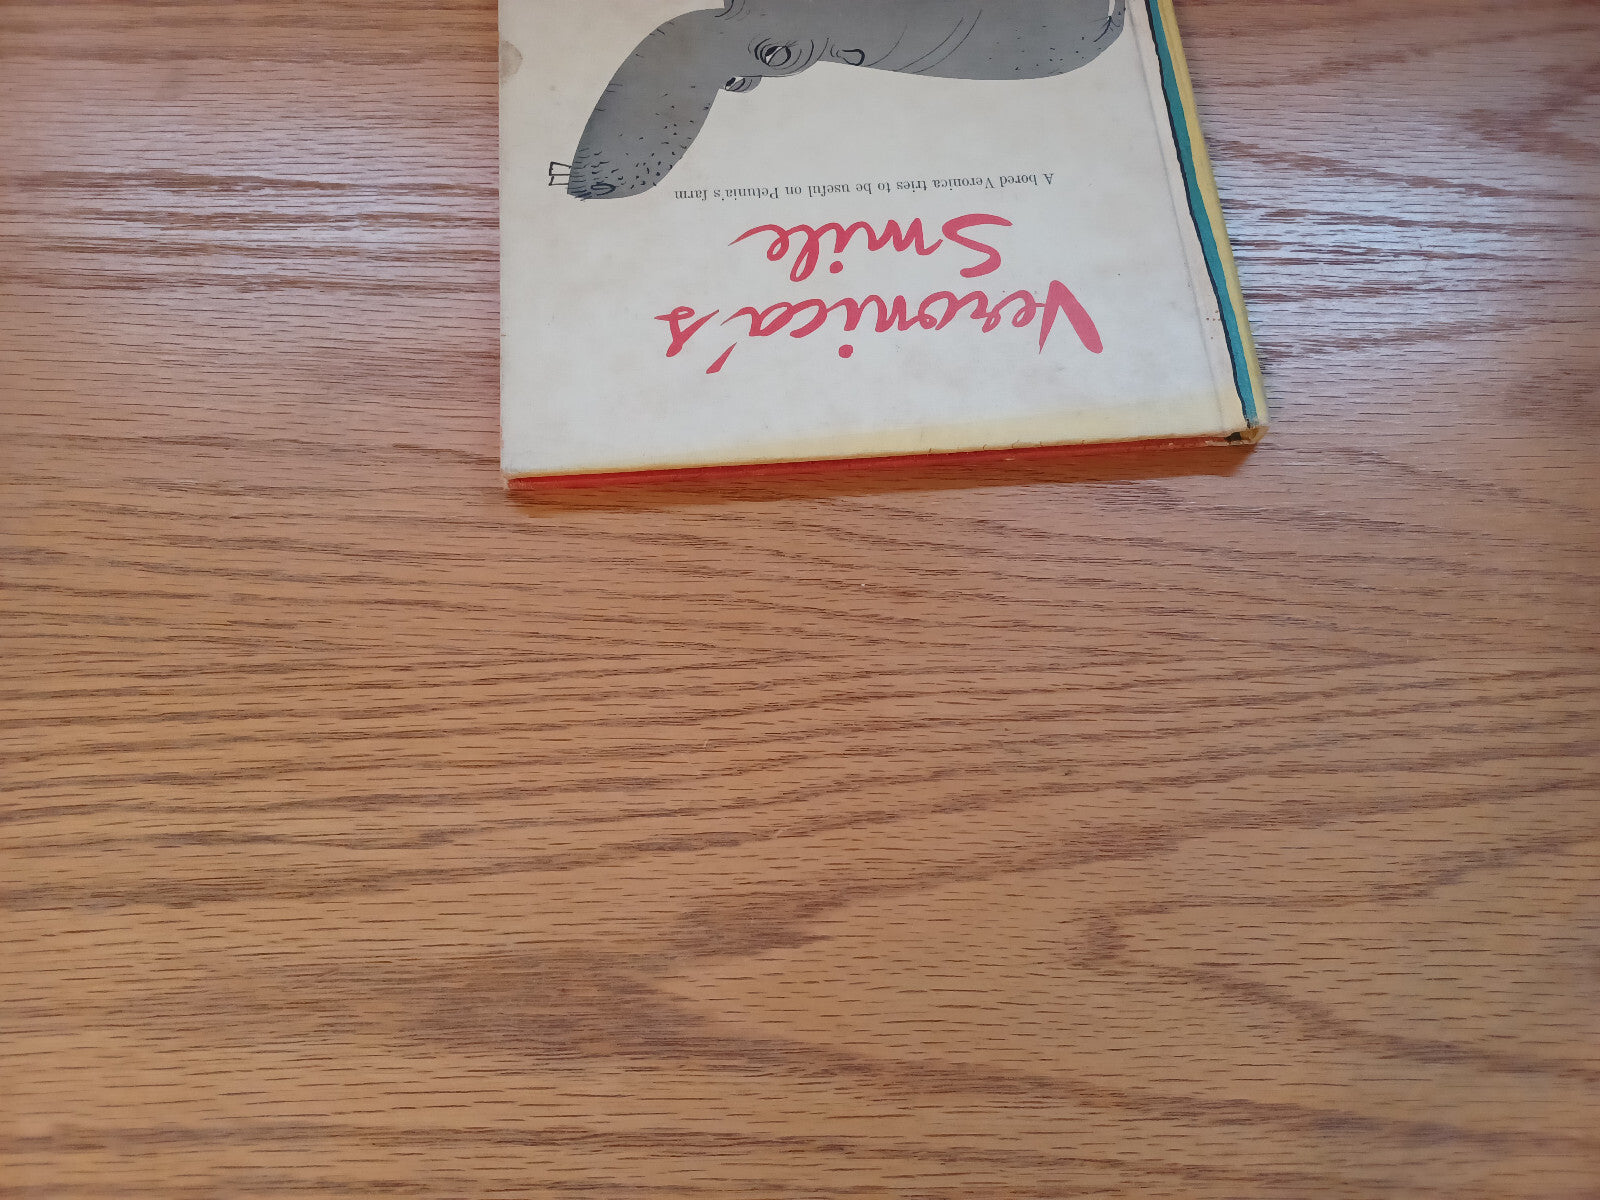 Veronica's
Smile
A bored Veronica tries to be useful on Petunia's farm